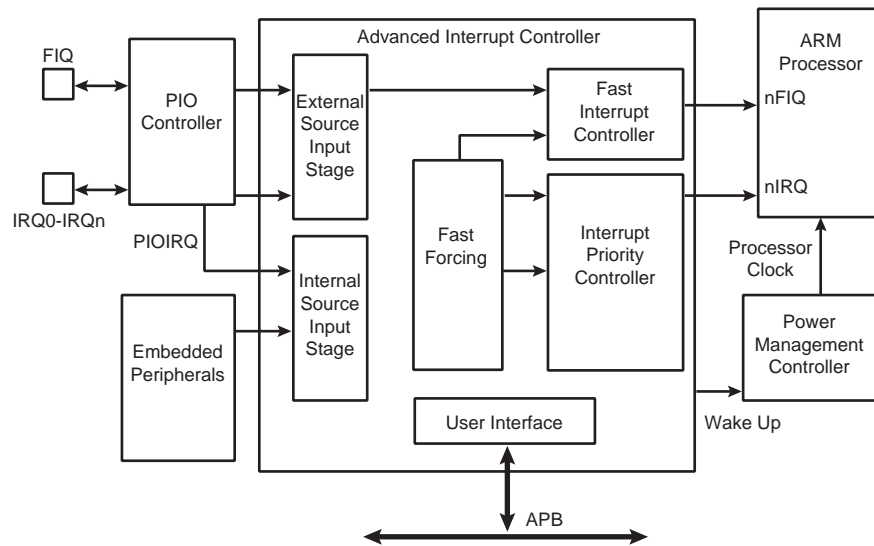 Advanced Interrupt Controller
FIQ
PIO
Controller
IRQ0-IRQn
PIOIRQ
Embedded
Peripherals
External
Source
Input
Stage
Internal
Source
Input
Stage
Fast
Forcing
Fast
Interrupt
Controller
Interrupt
Priority
Controller
User Interface
APB
ARM
Processor
nFIQ
nIRQ
Processor
Clock
Power
Management
Controller
Wake Up